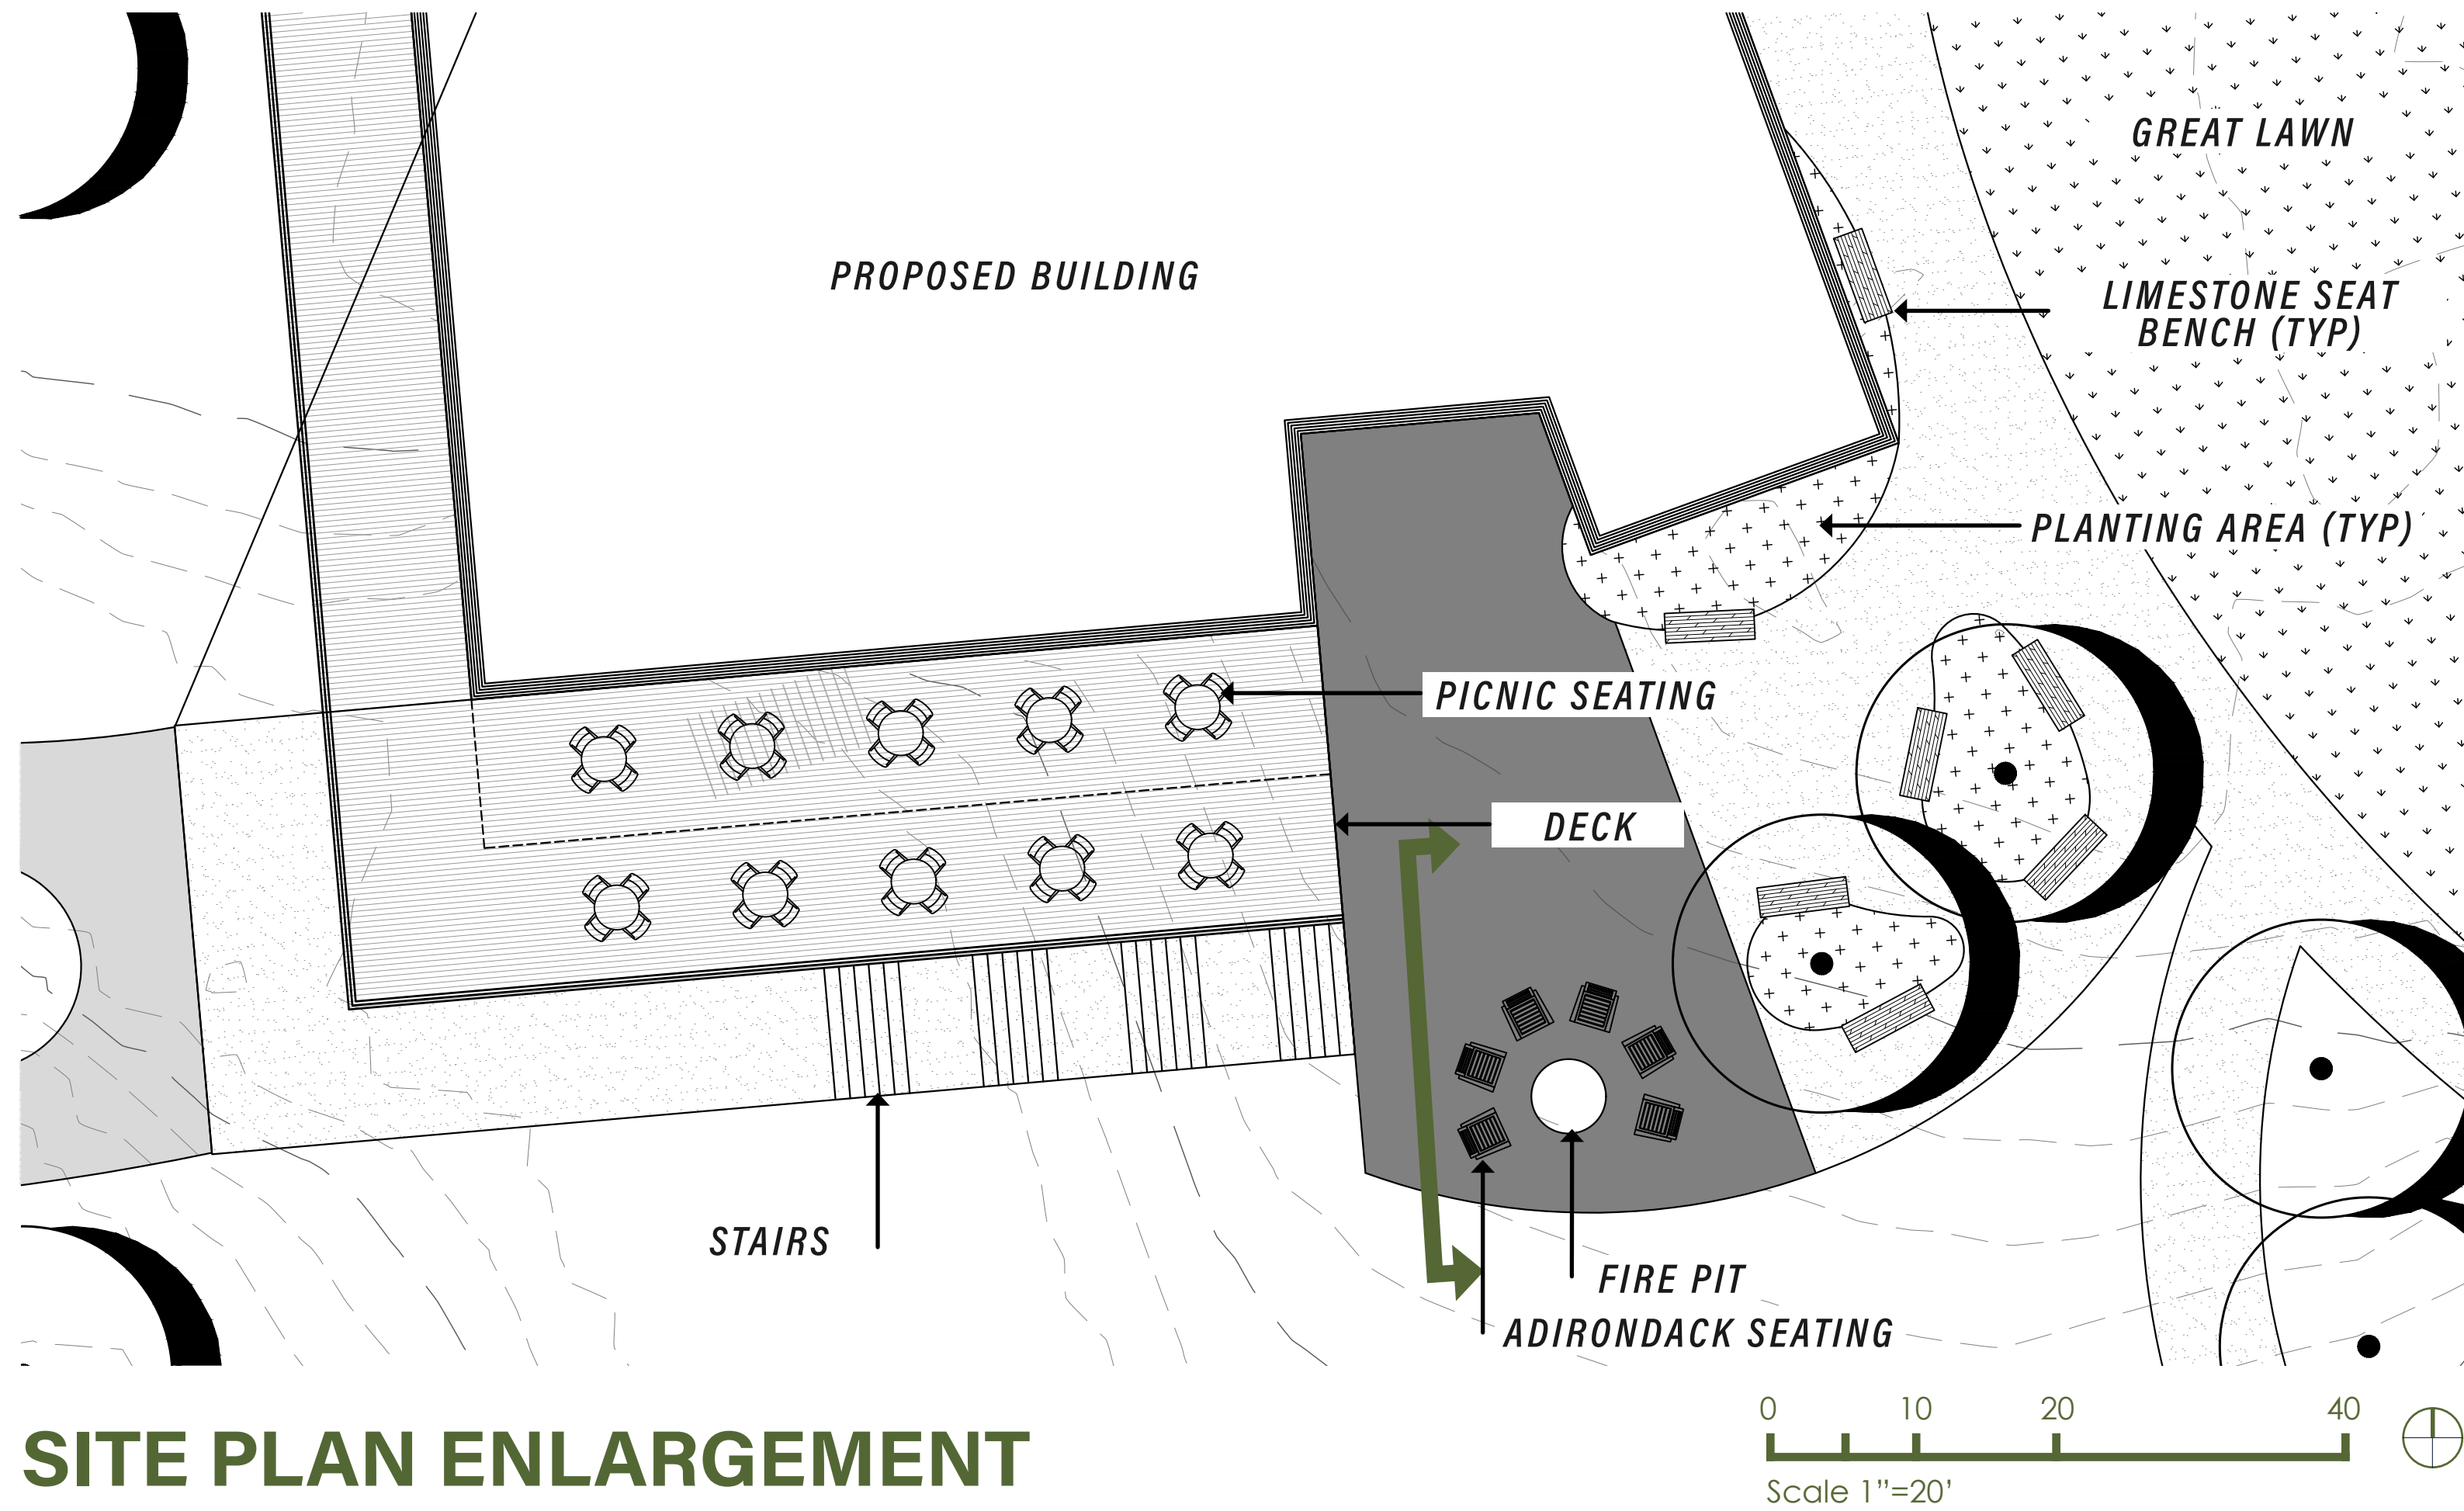 GREAT LAWN
PROPOSED BUILDING
LIMESTONE SEAT
BENCH (TYP)
PLANTING AREA (TYP)
PICNIC SEATING
DECK
STAIRS
FIRE PIT
ADIRONDACK SEATING
SITE PLAN ENLARGEMENT
0 10 20 40
Scale 1”=20’